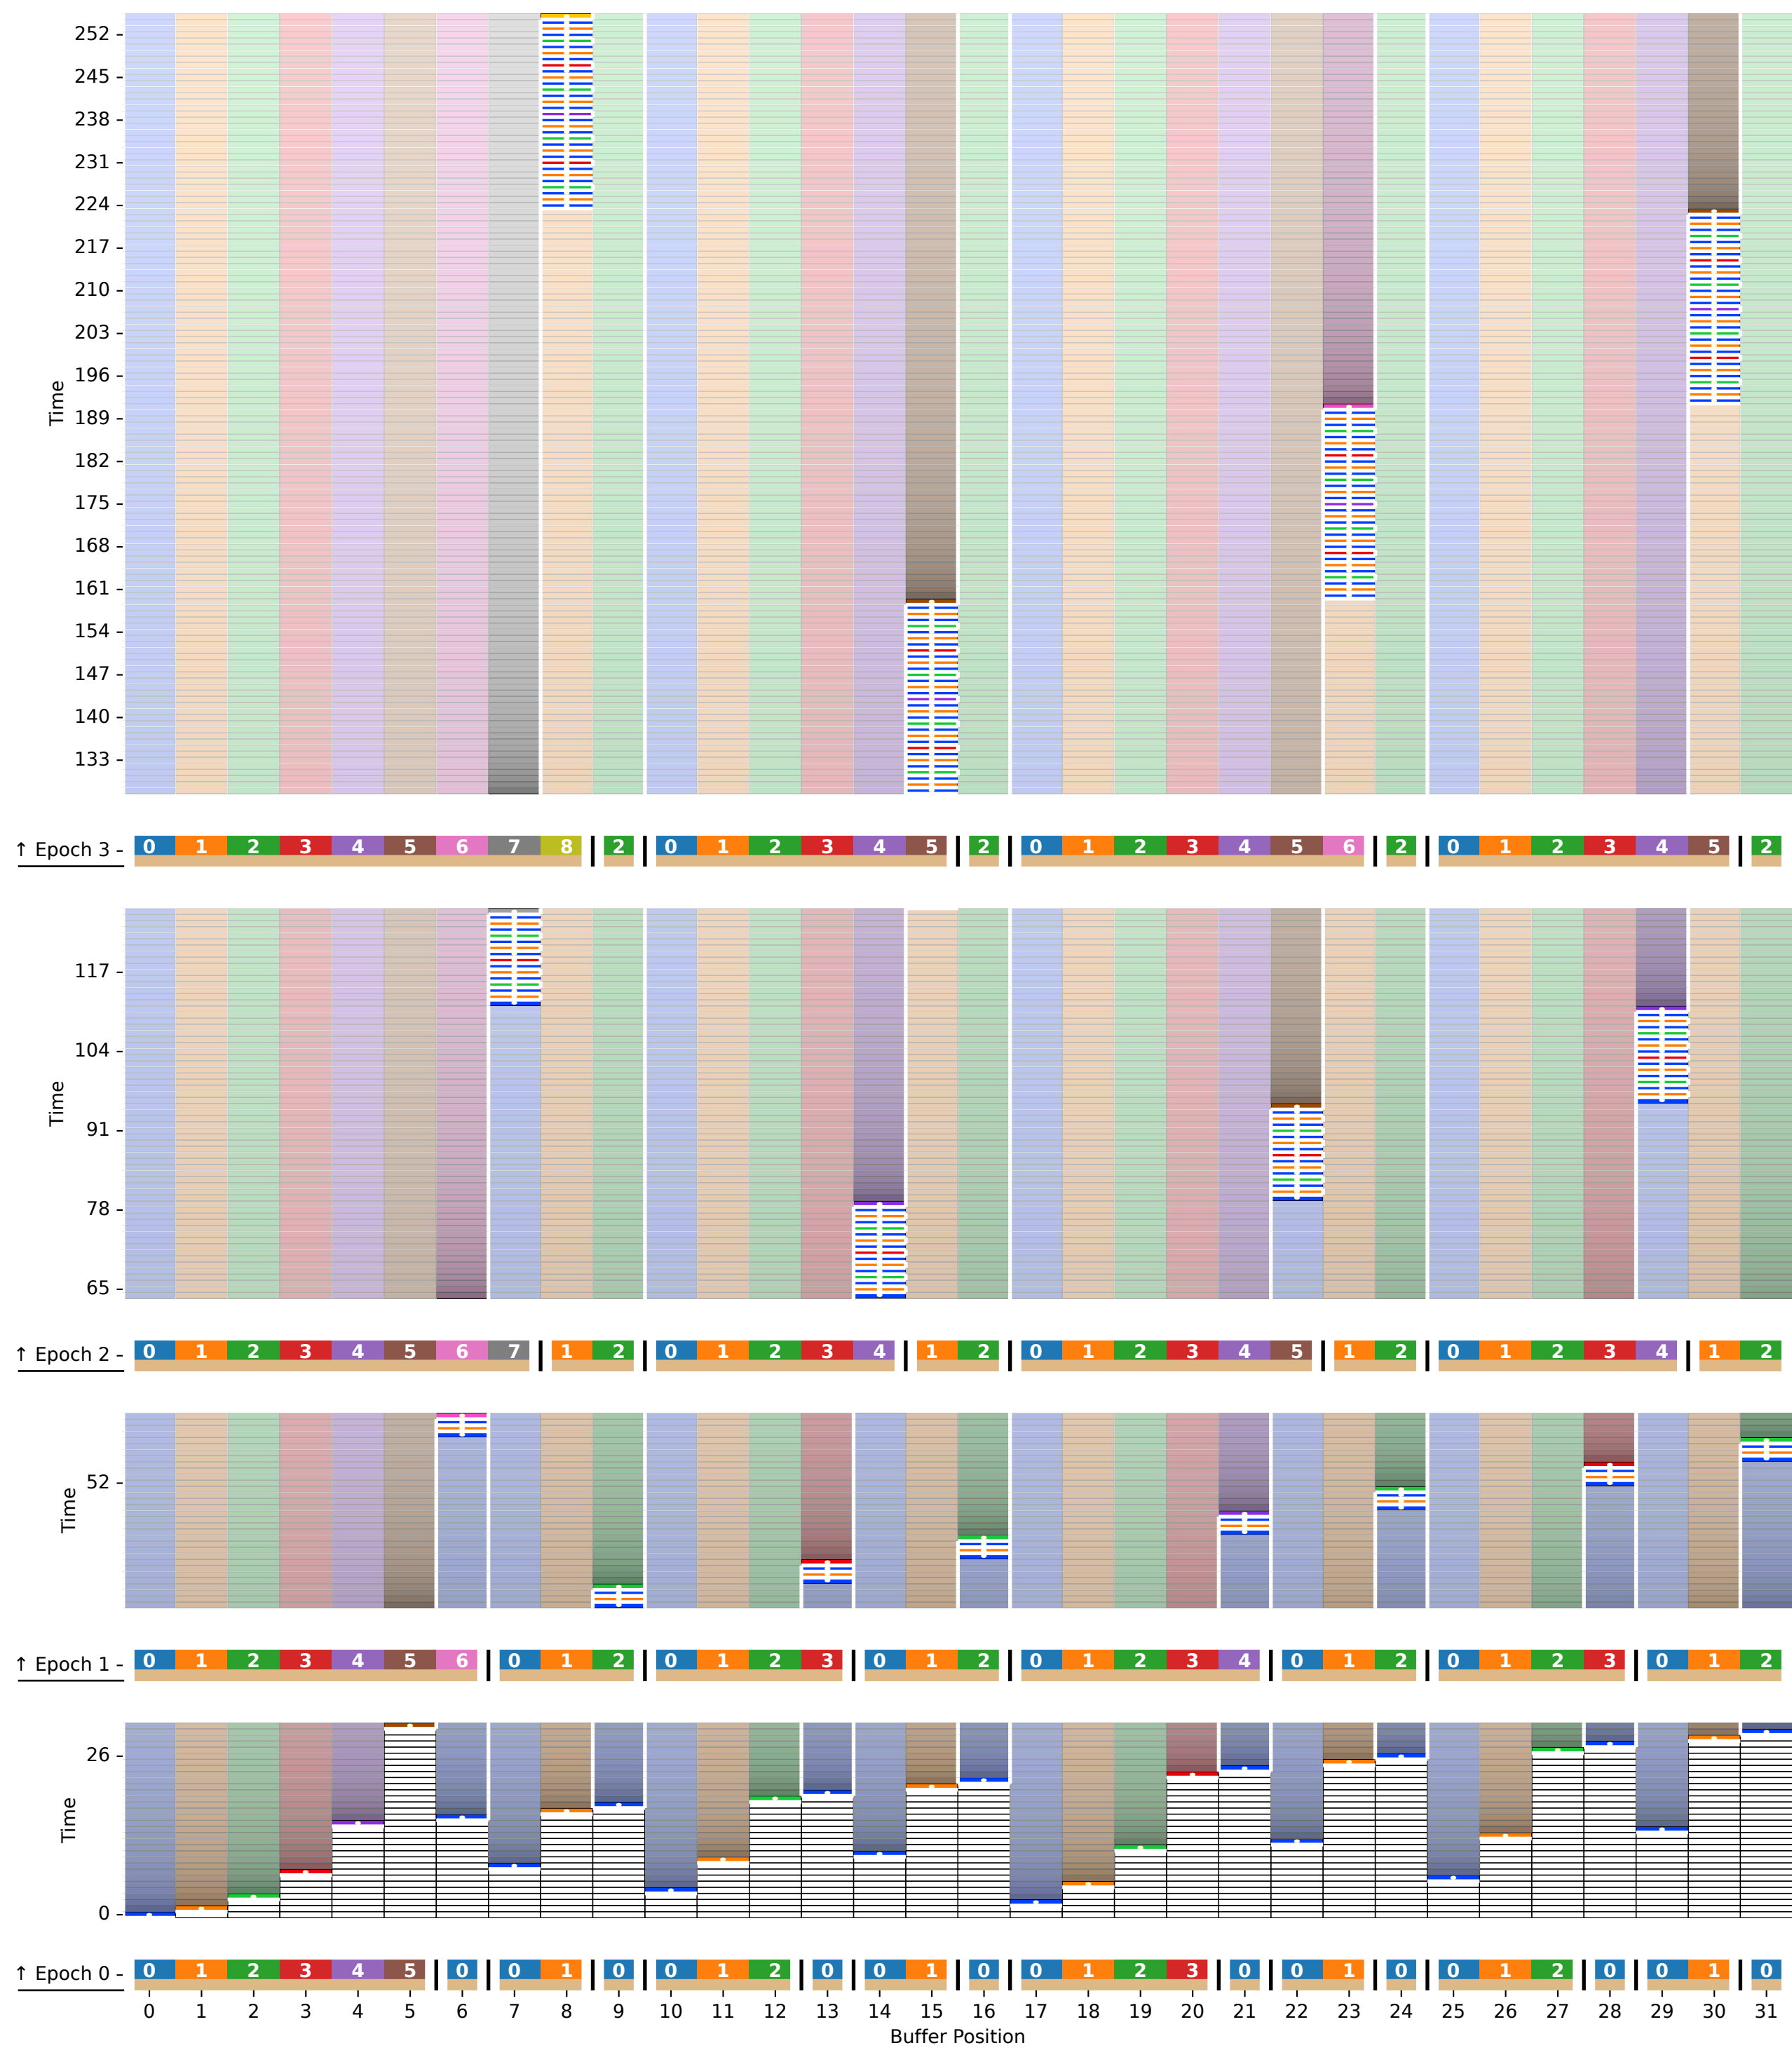 252
245
238
231
224
217
210
203
196
189
182
175
168
161
154
147
140
133
Time
↑ Epoch 3
0 1 2 3 4 5 6 7 8 2 0 1 2 3 4 5 2 0 1 2 3 4 5 6 2 0 1 2 3 4 5 2
117
104
91
78
65
Time
↑ Epoch 2
0 1 2 3 4 5 6 7 1 2 0 1 2 3 4 1 2 0 1 2 3 4 5 1 2 0 1 2 3 4 1 2
52
Time
↑ Epoch 1
0 1 2 3 4 5 6 0 1 2 0 1 2 3 0 1 2 0 1 2 3 4 0 1 2 0 1 2 3 0 1 2
26
0
Time
↑ Epoch 0
0 1 2 3 4 5 0 0 1 0 0 1 2 0 0 1 0 0 1 2 3 0 0 1 0 0 1 2 0 0 1 0
0 1 2 3 4 5 6 7 8 9 10 11 12 13 14 15 16 17 18 19 20 21 22 23 24 25 26 27 28 29 30 31
Buffer Position